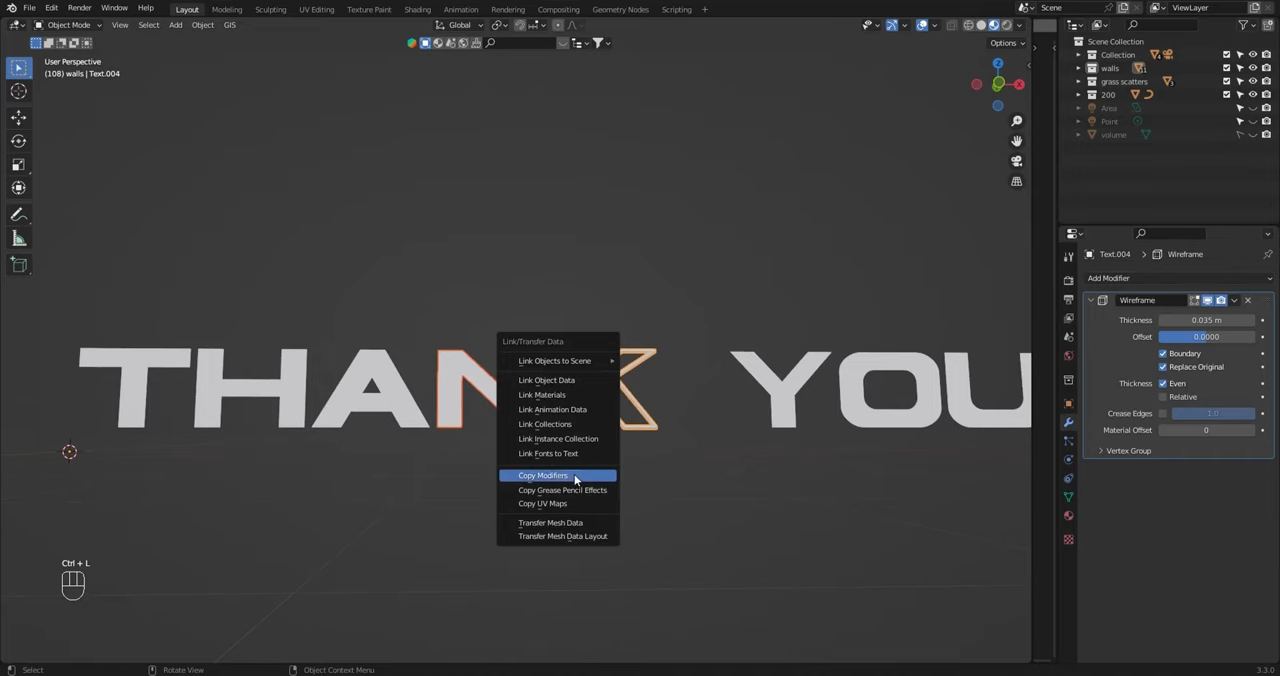 File Edit Render Window Help Layout Modeling Sculpting UV Editing Texture Paint Shading Animation Rendering Compositing Geometry Nodes Scripting + Scene ViewLayer
Object Mode View Select Add Object GIS Global
Options
User Perspective
(108) walls | Text.004
X
Z
Scene Collection
Collection 4
walls 11
grass scatters 3
200
Area
Point
volume
Text.004 Wireframe
Add Modifier
Wireframe
Thickness 0.035 m
Offset 0.0000
Boundary
Replace Original
Thickness Even
Relative
Crease Edges 1.0
Material Offset 0
Vertex Group
THANK YOU
Link/Transfer Data
Link Objects to Scene
Link Object Data
Link Materials
Link Animation Data
Link Collections
Link Instance Collection
Link Fonts to Text
Copy Modifiers
Copy Grease Pencil Effects
Copy UV Maps
Transfer Mesh Data
Transfer Mesh Data Layout
Ctrl + L
Select Rotate View Object Context Menu 3.3.0